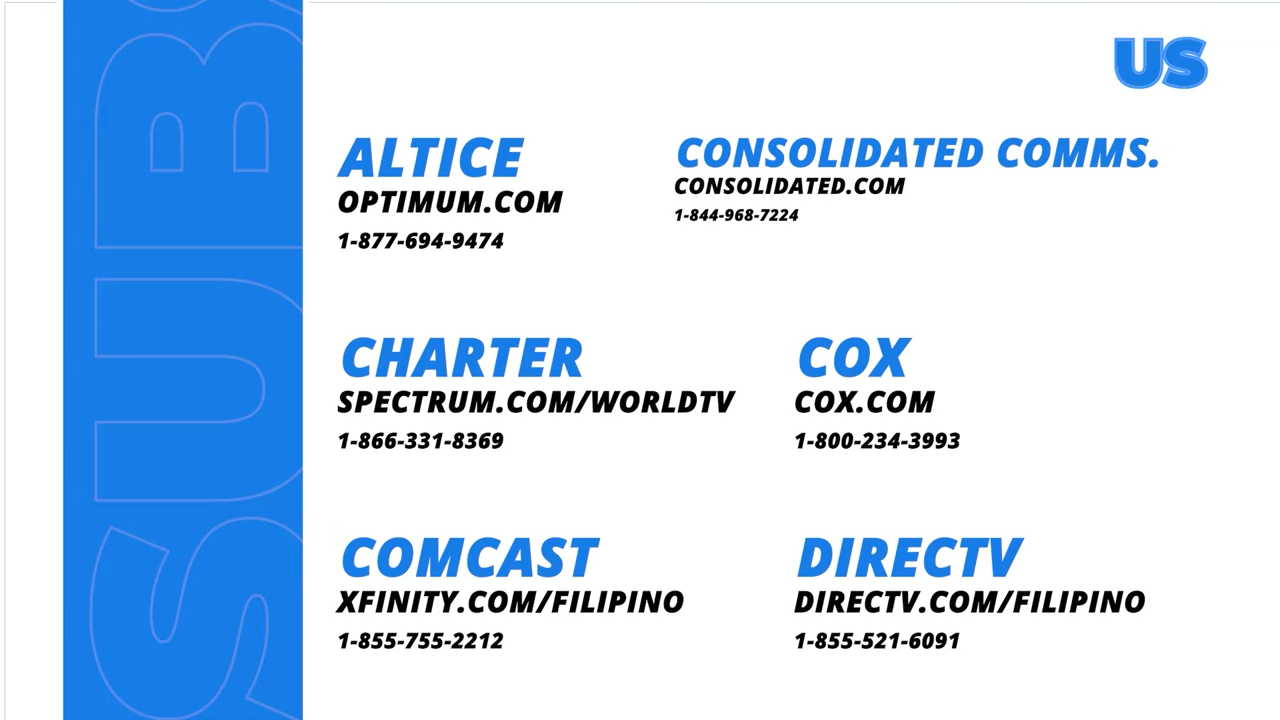 SUB
US
ALTICE
OPTIMUM.COM
1-877-694-9474
CONSOLIDATED COMMS.
CONSOLIDATED.COM
1-844-968-7224
CHARTER
SPECTRUM.COM/WORLDTV
1-866-331-8369
COX
COX.COM
1-800-234-3993
COMCAST
XFINITY.COM/FILIPINO
1-855-755-2212
DIRECTV
DIRECTV.COM/FILIPINO
1-855-521-6091